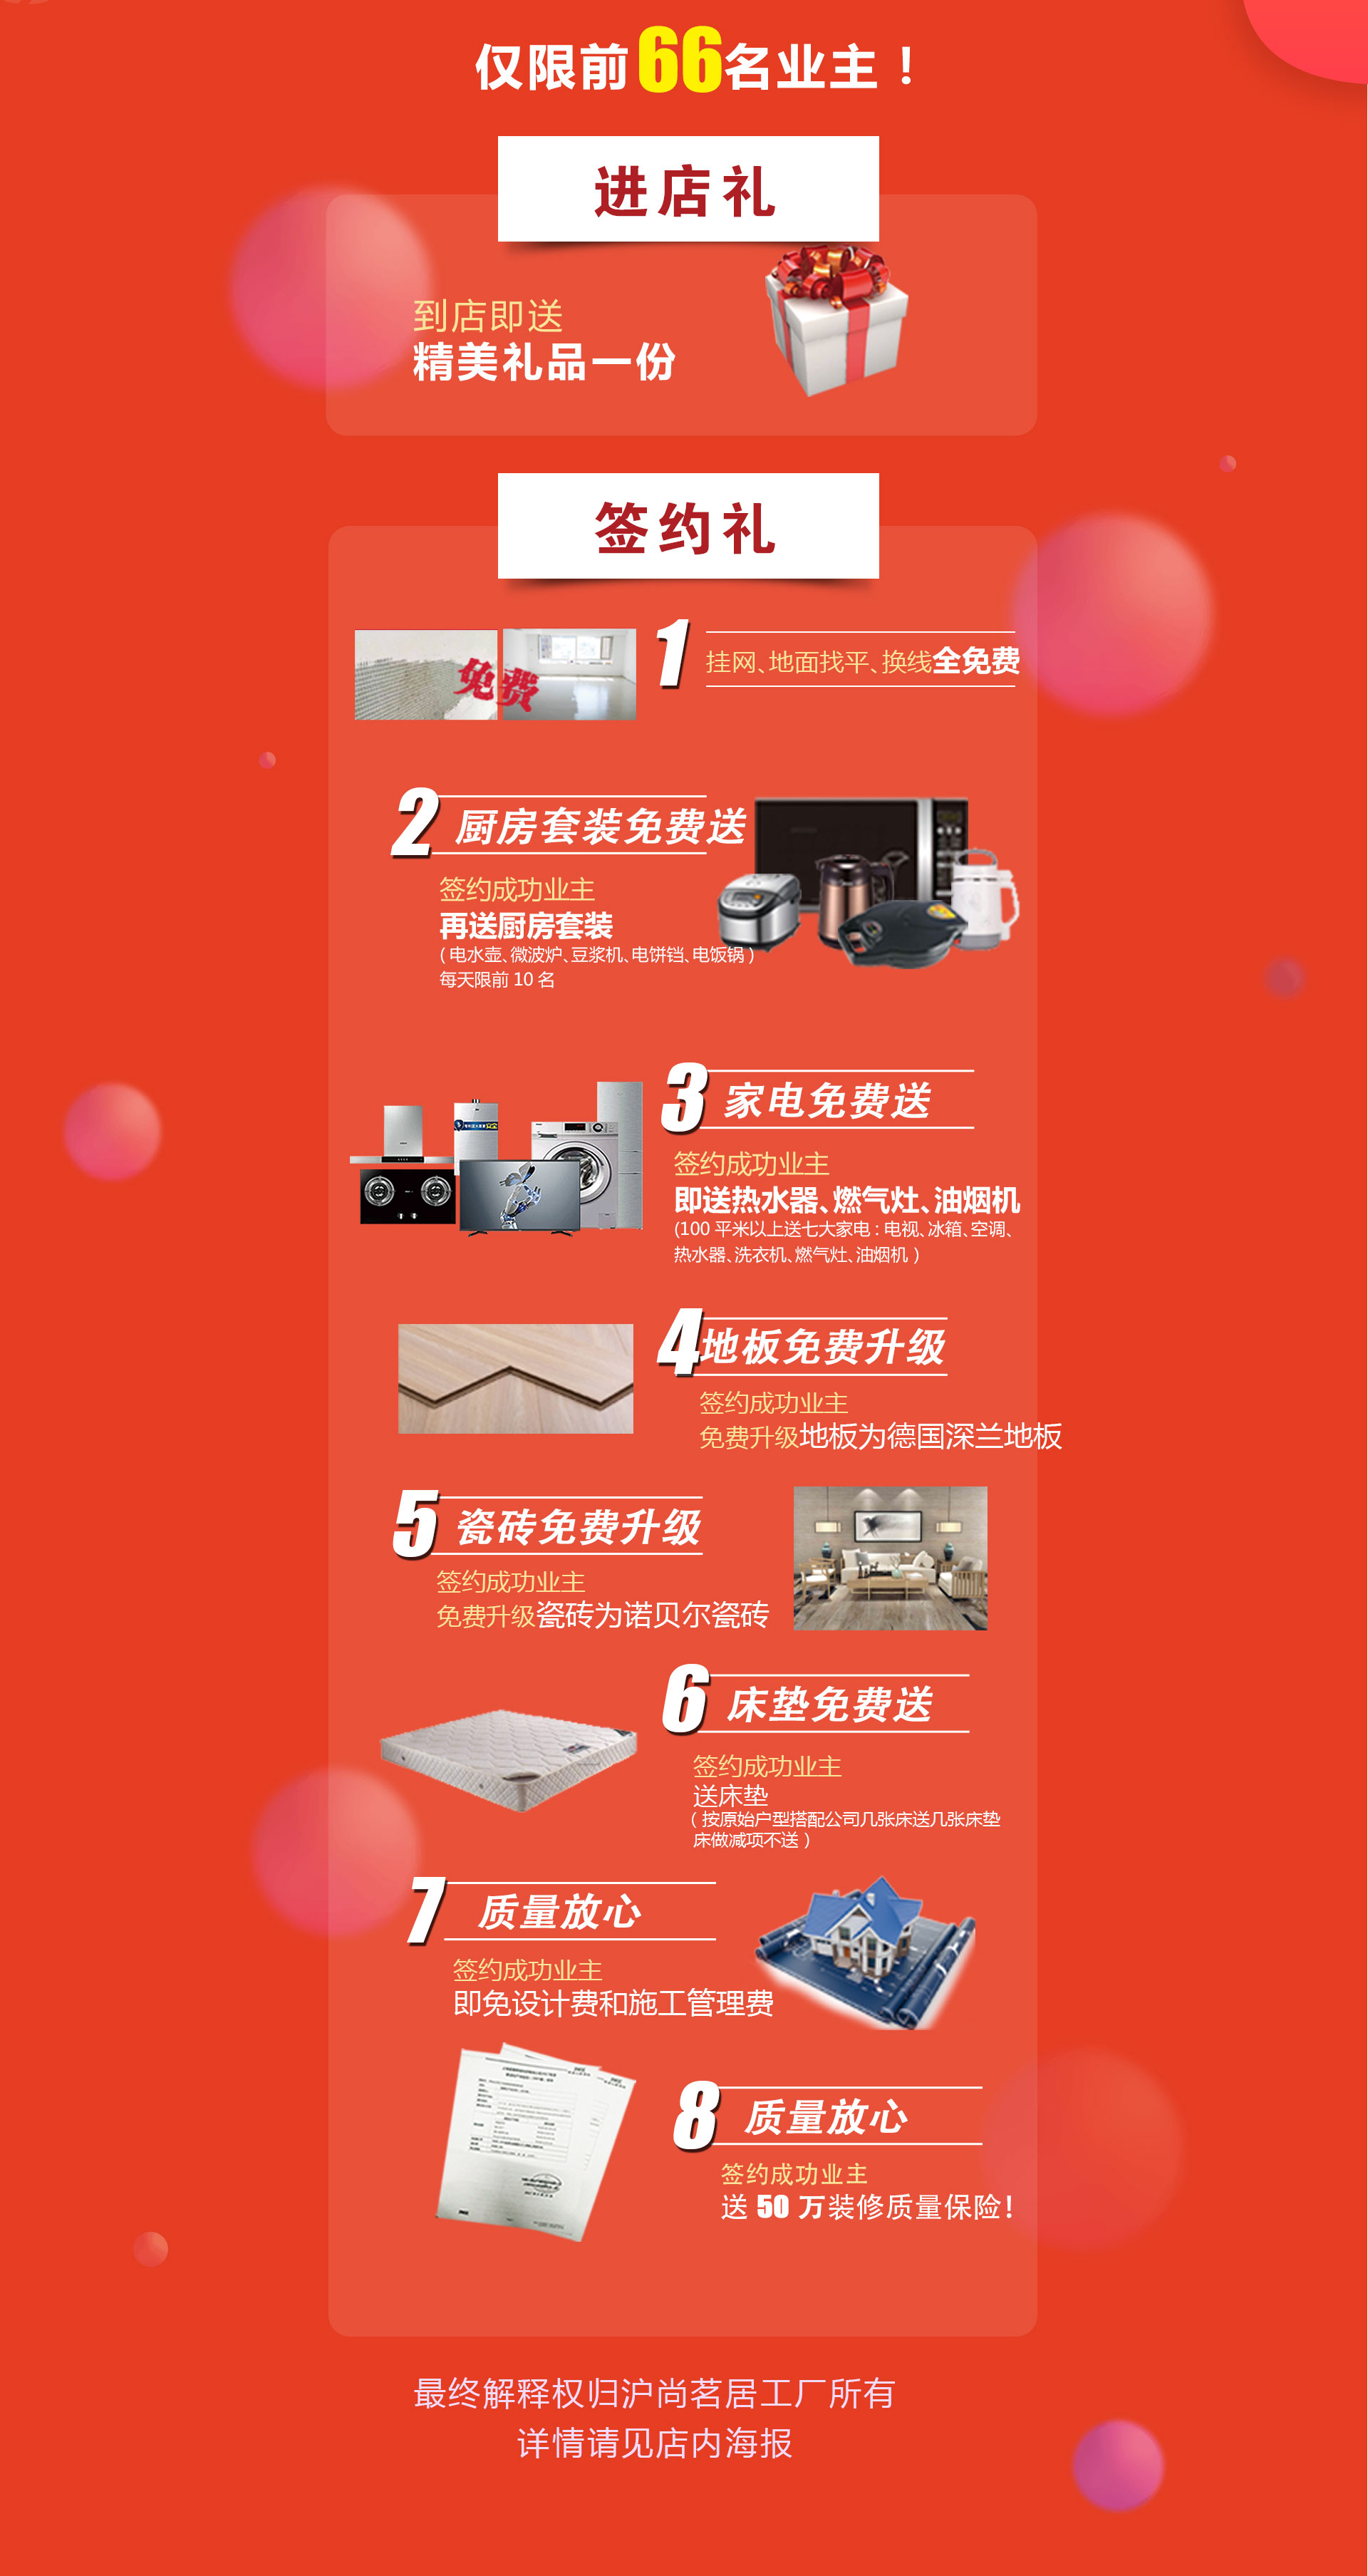 仅限前66名业主！
进店礼
到店即送
精美礼品一份
签约礼
免费
1 挂网、地面找平、换线全免费
2 厨房套装免费送
签约成功业主
再送厨房套装
（电水壶、微波炉、豆浆机、电饼铛、电饭锅）
每天限前 10 名
3 家电免费送
签约成功业主
即送热水器、燃气灶、油烟机
(100 平米以上送七大家电：电视、冰箱、空调、
热水器、洗衣机、燃气灶、油烟机）
4 地板免费升级
签约成功业主
免费升级地板为德国深兰地板
5 瓷砖免费升级
签约成功业主
免费升级瓷砖为诺贝尔瓷砖
6 床垫免费送
签约成功业主
送床垫
（按原始户型搭配公司几张床送几张床垫
床做减项不送）
7 质量放心
签约成功业主
即免设计费和施工管理费
8 质量放心
签约成功业主
送 50 万装修质量保险！
最终解释权归沪尚茗居工厂所有
详情请见店内海报